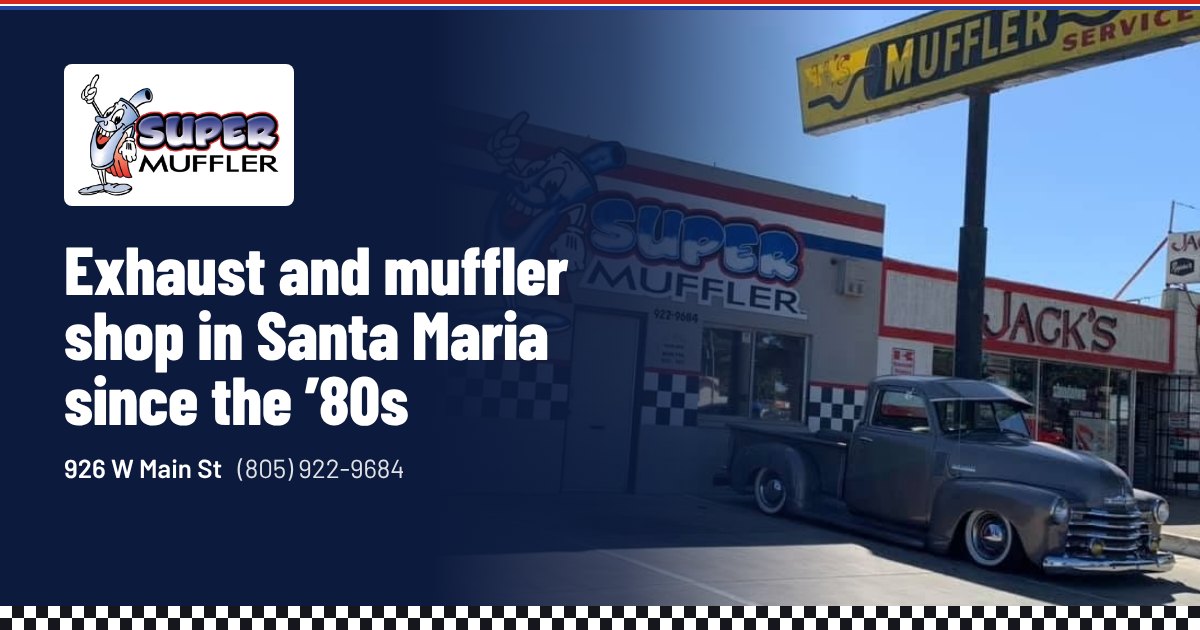 SUPER
MUFFLER
Exhaust and muffler
shop in Santa Maria
since the ’80s
926 W Main St (805) 922-9684
MUFFLER
SERVICE
SUPER
MUFFLER
922-9684
JACK'S
JA